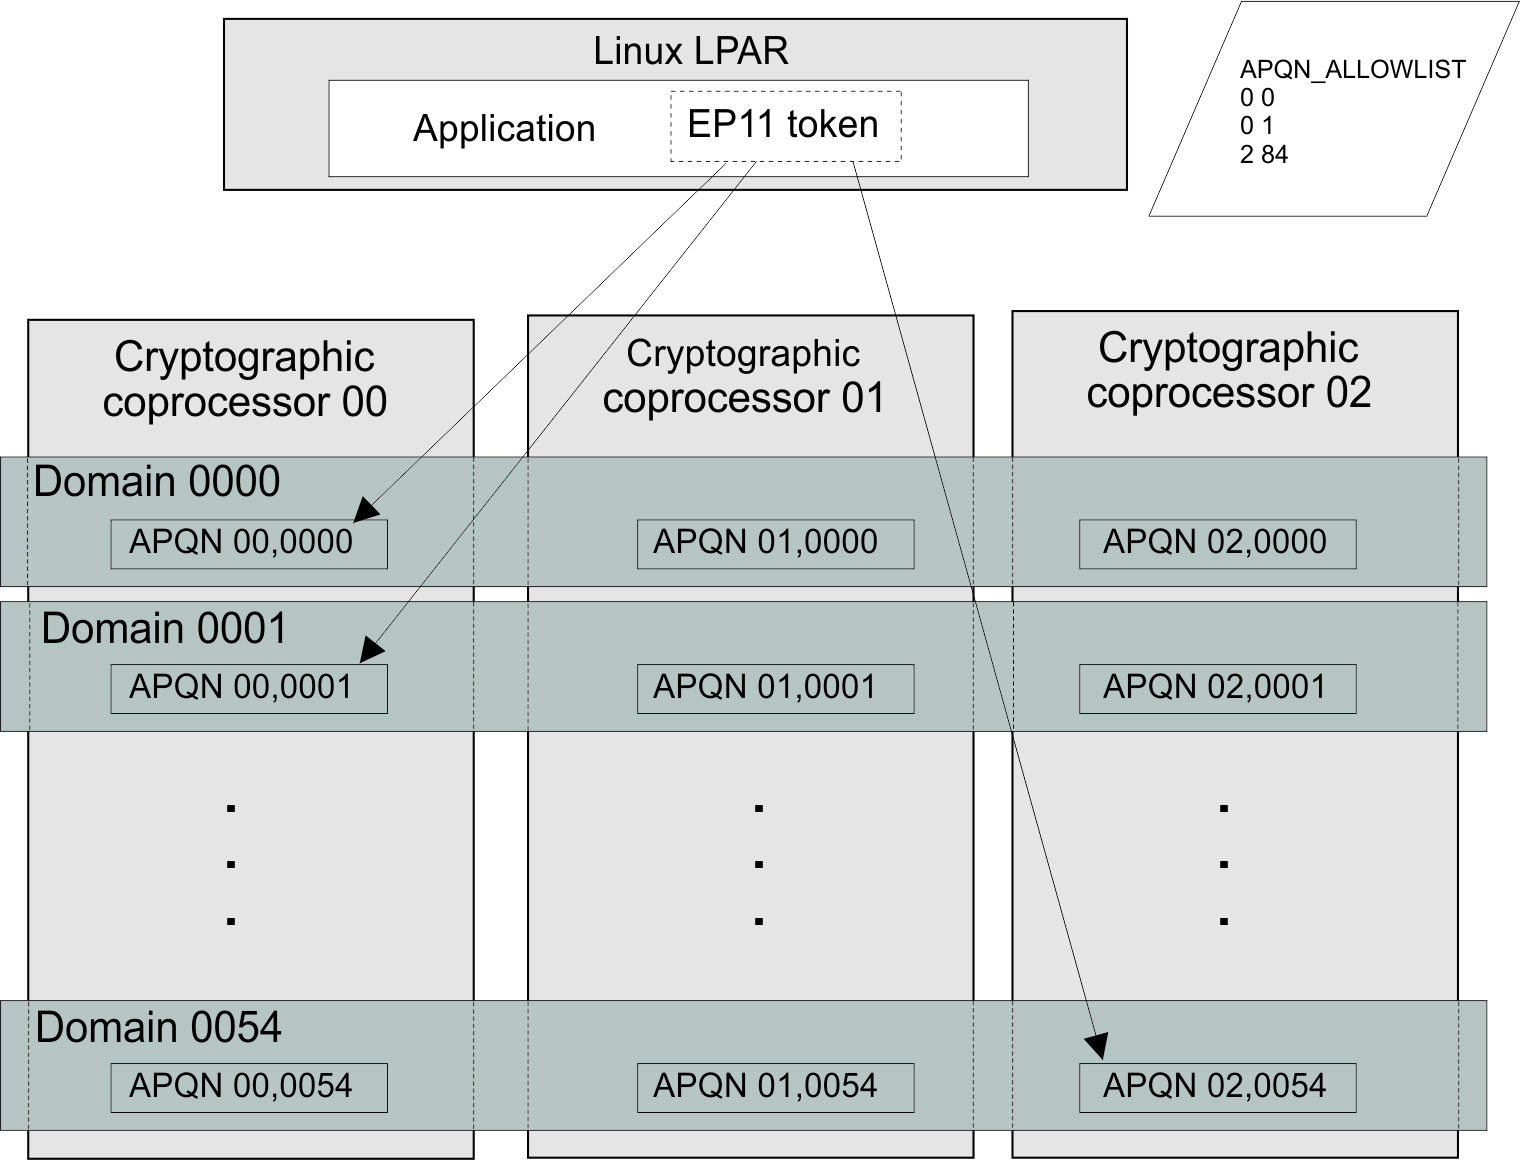 Linux LPAR
Application
EP11 token
APQN_ALLOWLIST
0 0
0 1
2 84
Cryptographic
coprocessor 00
Cryptographic
coprocessor 01
Cryptographic
coprocessor 02
Domain 0000
APQN 00,0000
APQN 01,0000
APQN 02,0000
Domain 0001
APQN 00,0001
APQN 01,0001
APQN 02,0001
Domain 0054
APQN 00,0054
APQN 01,0054
APQN 02,0054